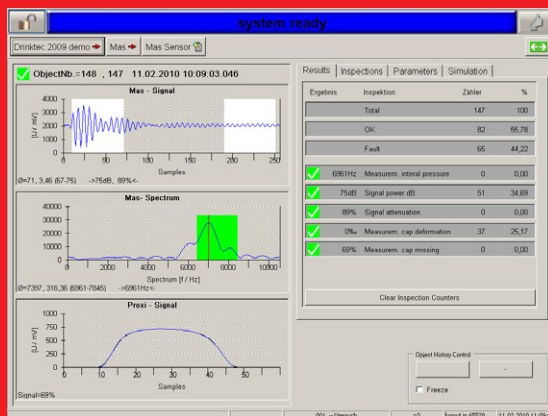 system ready
Drinktec 2009 demo Mas Mas Sensor
ObjectNb.=148 , 147 11.02.2010 10:09:03.046
Mas - Signal
4000
3000
2000
1000
0
[U / mV]
0 50 100 150 200 250
Samples
Ø=71, 3,46 (67-75) ->75dB, 89%<-
Mas- Spectrum
40000
30000
20000
10000
0
[U / mV]
0 2000 4000 6000 8000 10000
Spectrum [f / Hz]
Ø=7397, 316,36 (6961-7845) ->6961Hz<-
Proxi - Signal
1000
800
600
400
200
0
[U / mV]
0 10 20 30 40 50
Samples
Signal=69%
Results Inspections Parameters Simulation
Ergebnis Inspektion Zähler %
Total 147 100
OK 82 55,78
Fault 65 44,22
6961Hz Measurem. interal pressure 0 0,00
75dB Signal power dB 51 34,69
89% Signal attenuation 0 0,00
0‰ Measurem. cap deformation 37 25,17
69% Measurem. cap missing 0 0,00
Clear Inspection Counters
Object History Control
Freeze